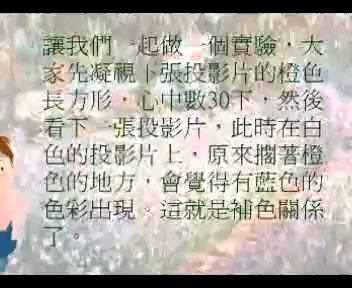 讓我們一起做一個實驗，大
家先凝視下張投影片的橙色
長方形，心中數30下，然後
看下一張投影片，此時在白
色的投影片上，原來擱著橙
色的地方，會覺得有藍色的
色彩出現。這就是補色關係
了。